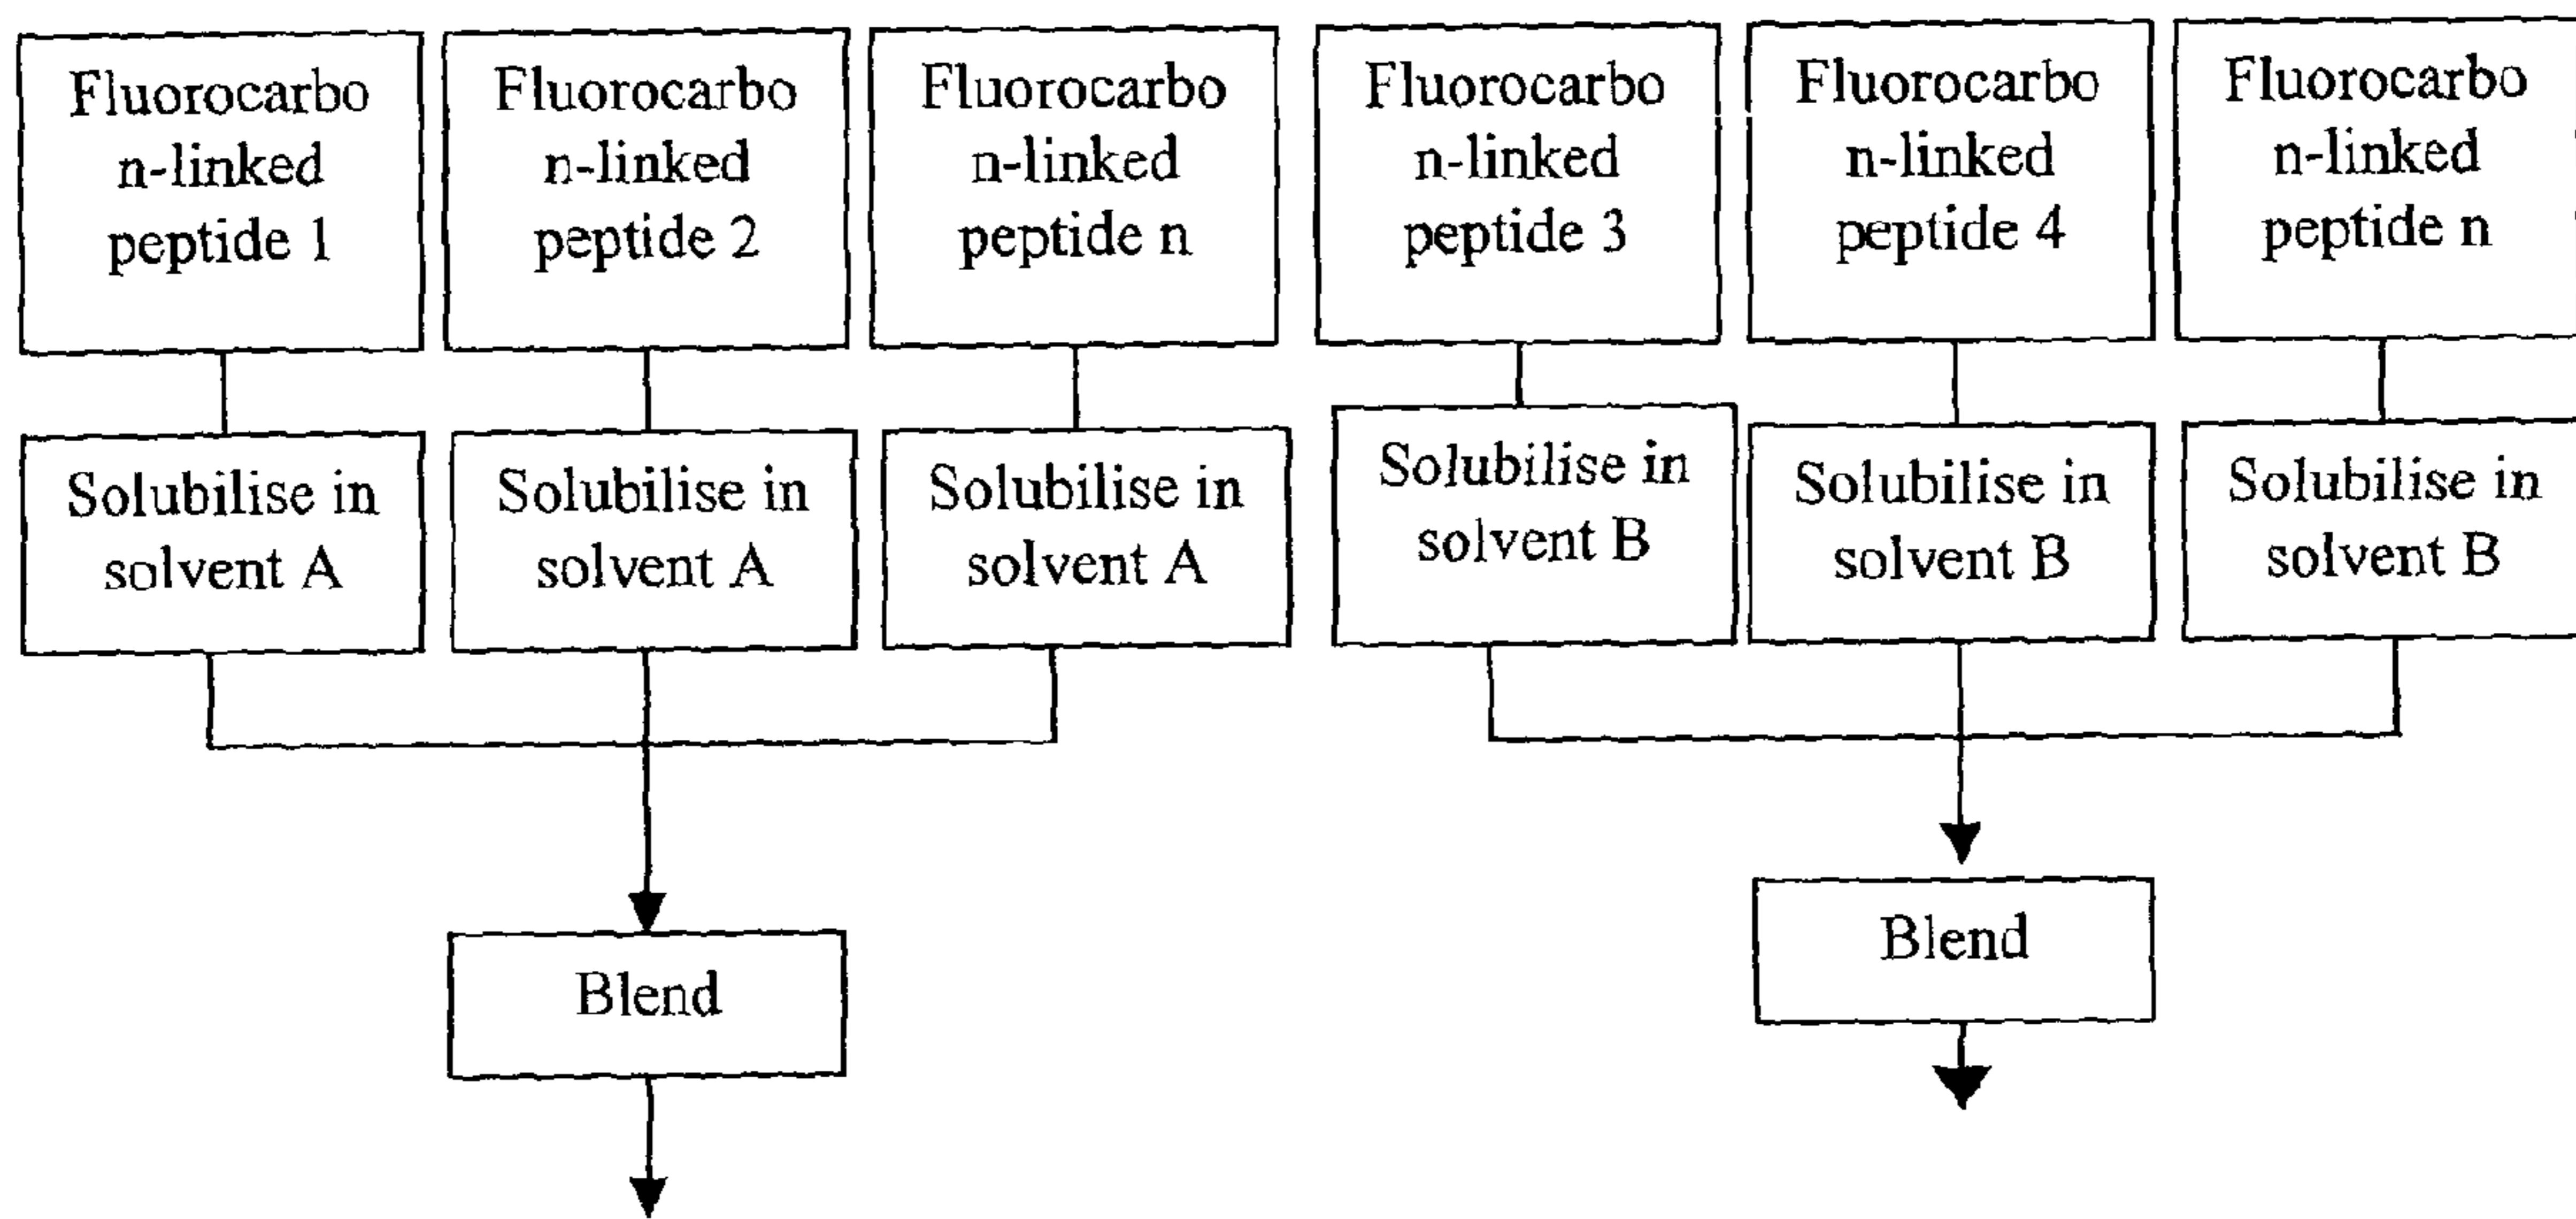 Fluorocarbo
n-linked
peptide 1
Fluorocarbo
n-linked
peptide 2
Fluorocarbo
n-linked
peptide n
Fluorocarbo
n-linked
peptide 3
Fluorocarbo
n-linked
peptide 4
Fluorocarbo
n-linked
peptide n
Solubilise in
solvent A
Solubilise in
solvent A
Solubilise in
solvent A
Solubilise in
solvent B
Solubilise in
solvent B
Solubilise in
solvent B
Blend
Blend